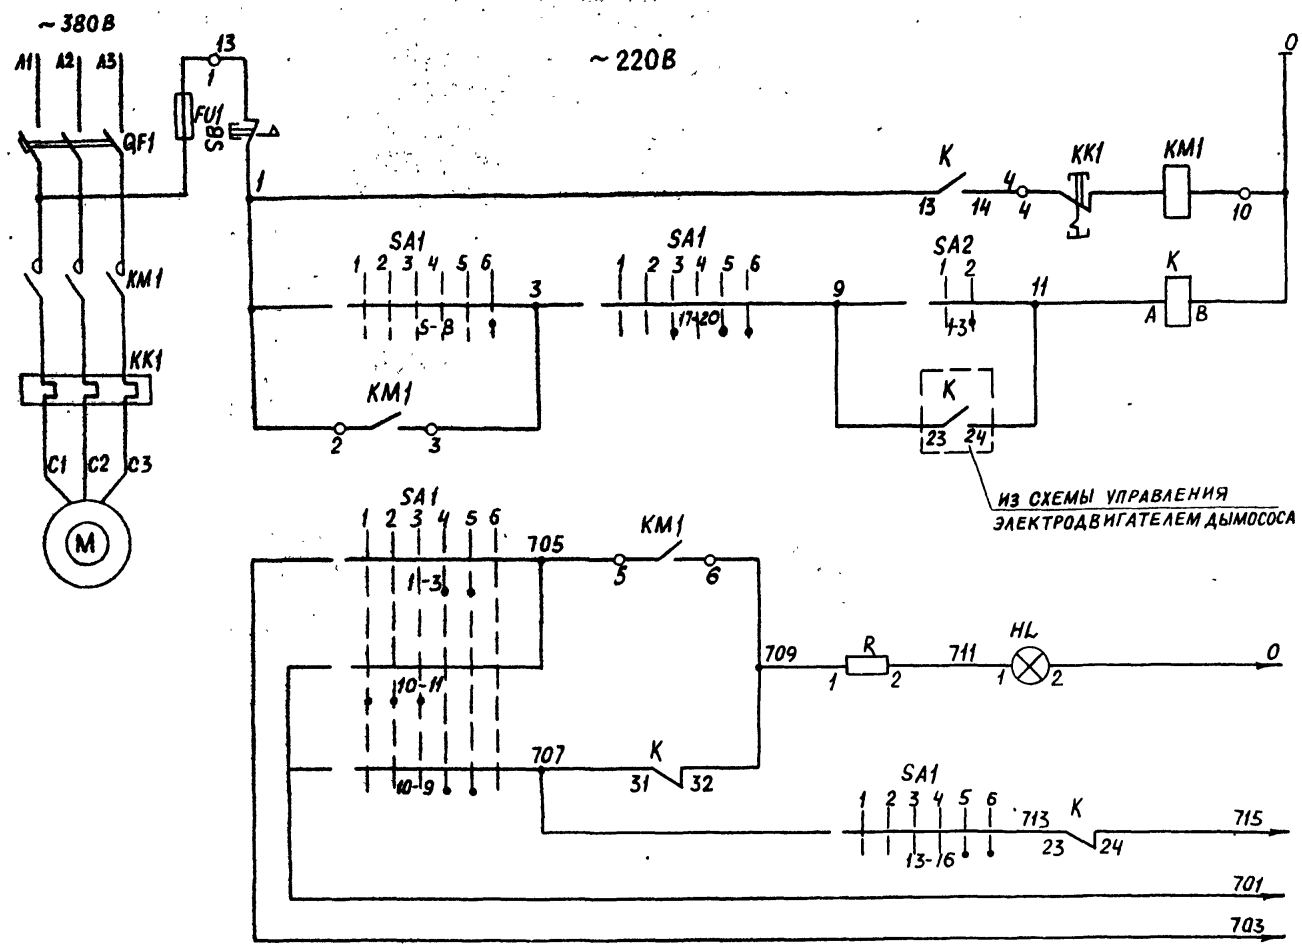 ~380В
А1 А2 А3
QF1
КМ1
КК1
С1 С2 С3
М
13
1
FU1
SB
~220В
0
1
К
13 14
4
4
КК1
КМ1
10
SA1
1 2 3 4 5 6
5-8
3
SA1
1 2 3 4 5 6
17-20
9
SA2
1 2
4-3
11
К
А В
КМ1
2 3
К
23 24
ИЗ СХЕМЫ УПРАВЛЕНИЯ
ЭЛЕКТРОДВИГАТЕЛЕМ ДЫМОСОСА
SA1
1 2 3 4 5 6
1-3
705
КМ1
5 6
10-11
709
R
1 2
711
HL
1 2
0
10-9
707
К
31 32
SA1
1 2 3 4 5 6
13-16
713
К
23 24
715
701
703